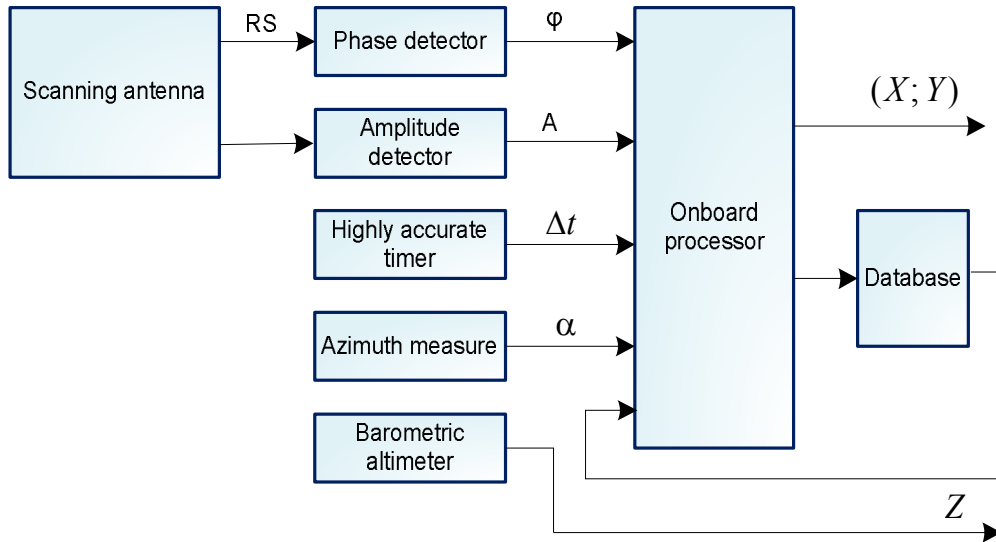 Scanning antenna
RS
Phase detector
φ
Amplitude
detector
A
Highly accurate
timer
Δt
Azimuth measure
α
Barometric
altimeter
Onboard
processor
(X; Y)
Database
Z